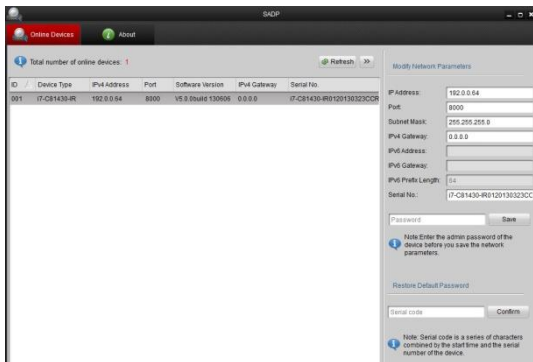 SADP
Online Devices
About
Total number of online devices: 1
Refresh
Modify Network Parameters
ID Device Type IPv4 Address Port Software Version IPv4 Gateway Serial No.
001 i7-C81430-IR 192.0.0.64 8000 V5.0.0build 130606 0.0.0.0 i7-C81430-IR0120130323CCR
IP Address: 192.0.0.64
Port: 8000
Subnet Mask: 255.255.255.0
IPv4 Gateway: 0.0.0.0
IPv6 Address:
IPv6 Gateway:
IPv6 Prefix Length: 64
Serial No.: i7-C81430-IR0120130323CC
Password Save
Note:Enter the admin password of the
device before you save the network
parameters.
Restore Default Password
Serial code Confirm
Note: Serial code is a series of characters
combined by the start time and the serial
number of the device.